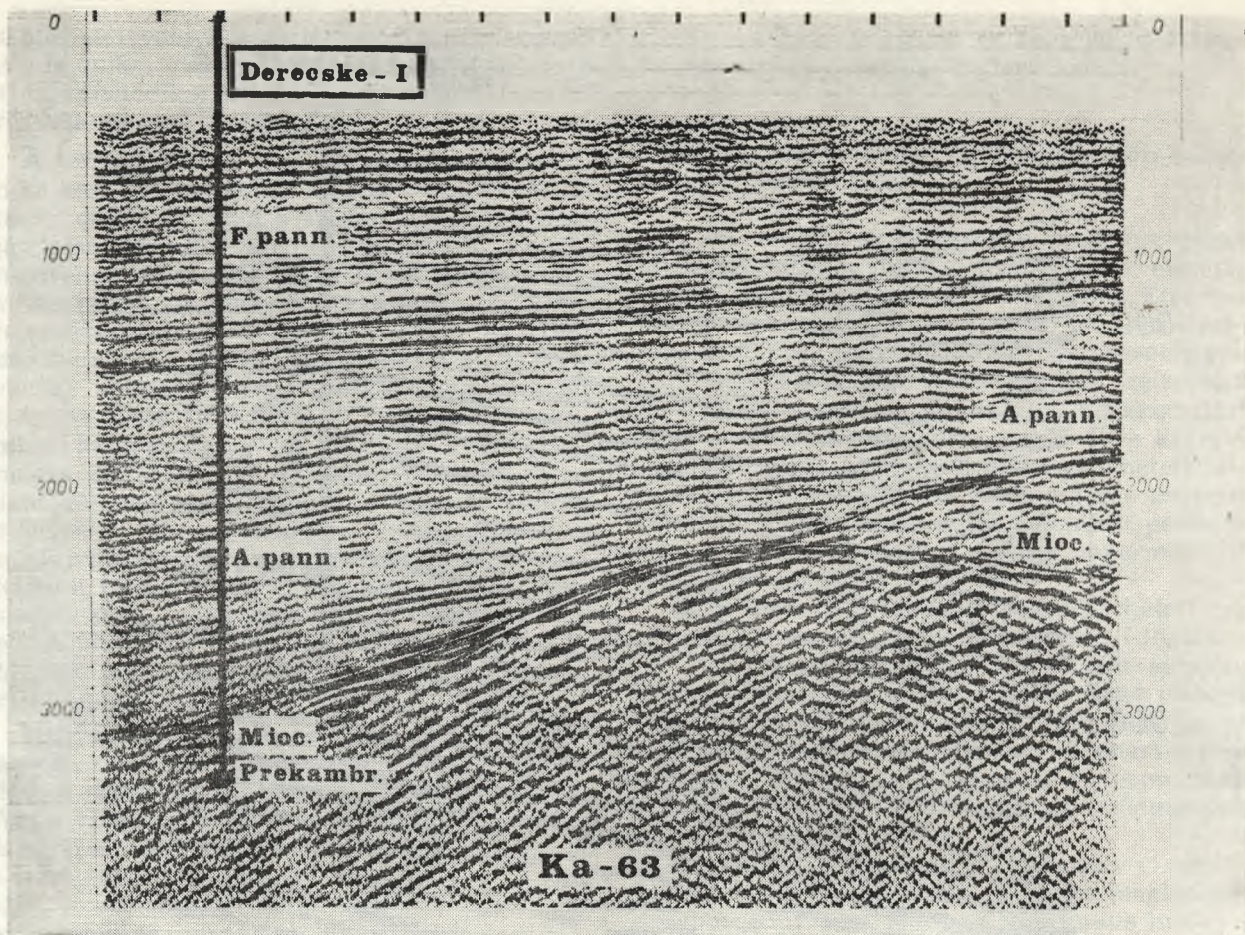 0
0
Derecske - I
F.pann.
1000
1000
A.pann.
2000
2000
A.pann.
Mioc.
3000
3000
Mioc.
Prekambr.
Ka-63